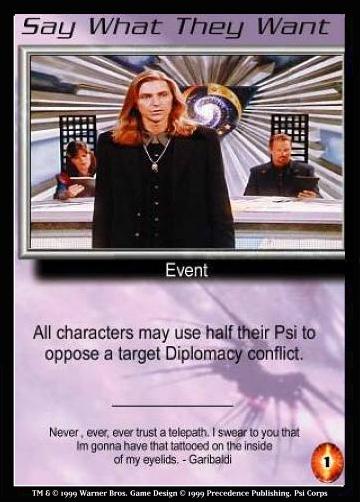 Say What They Want
Event
All characters may use half their Psi to
oppose a target Diplomacy conflict.
Never , ever, ever trust a telepath. I swear to you that
Im gonna have that tattooed on the inside
of my eyelids. - Garibaldi
1
TM & © 1999 Warner Bros. Game Design © 1999 Precedence Publishing. Psi Corps